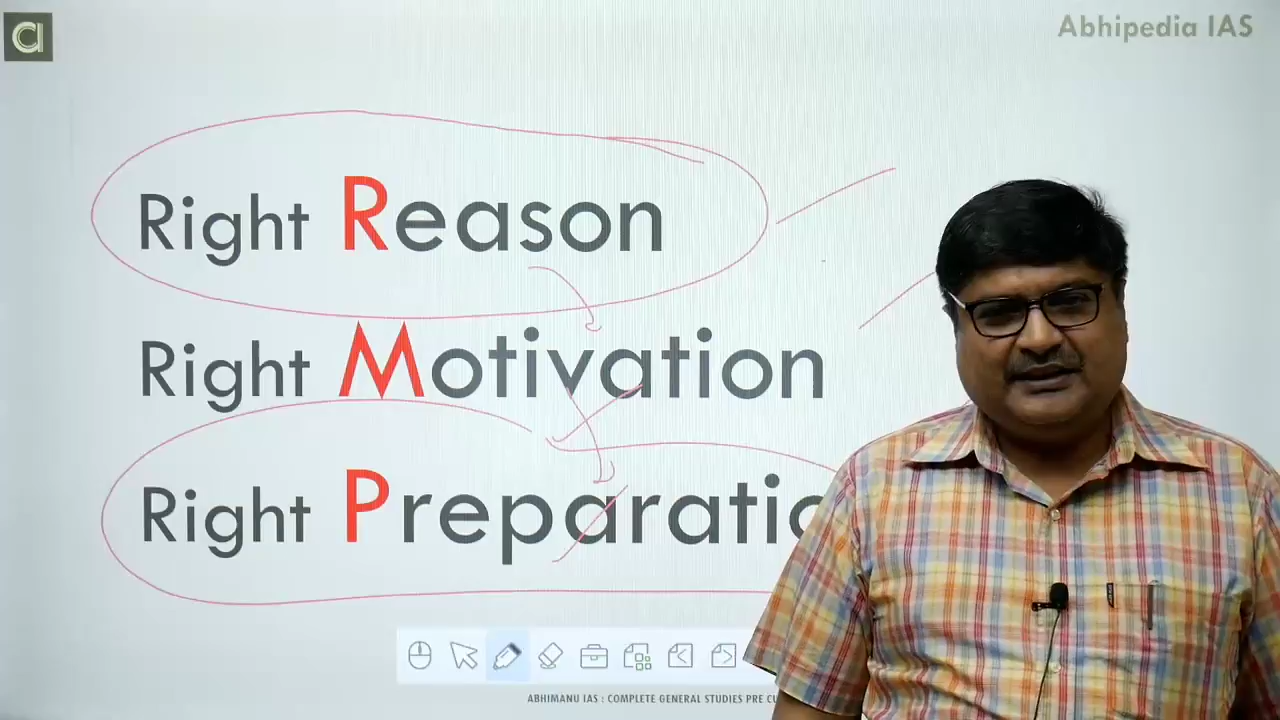 Abhipedia IAS
Right Reason
Right Motivation
Right Preparatio
ABHIMANU IAS : COMPLETE GENERAL STUDIES PRE CU